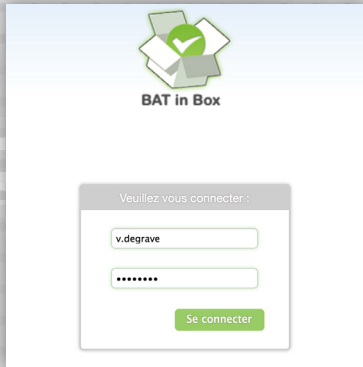 BAT in Box
Veuillez vous connecter :
v.degrave
••••••••
Se connecter